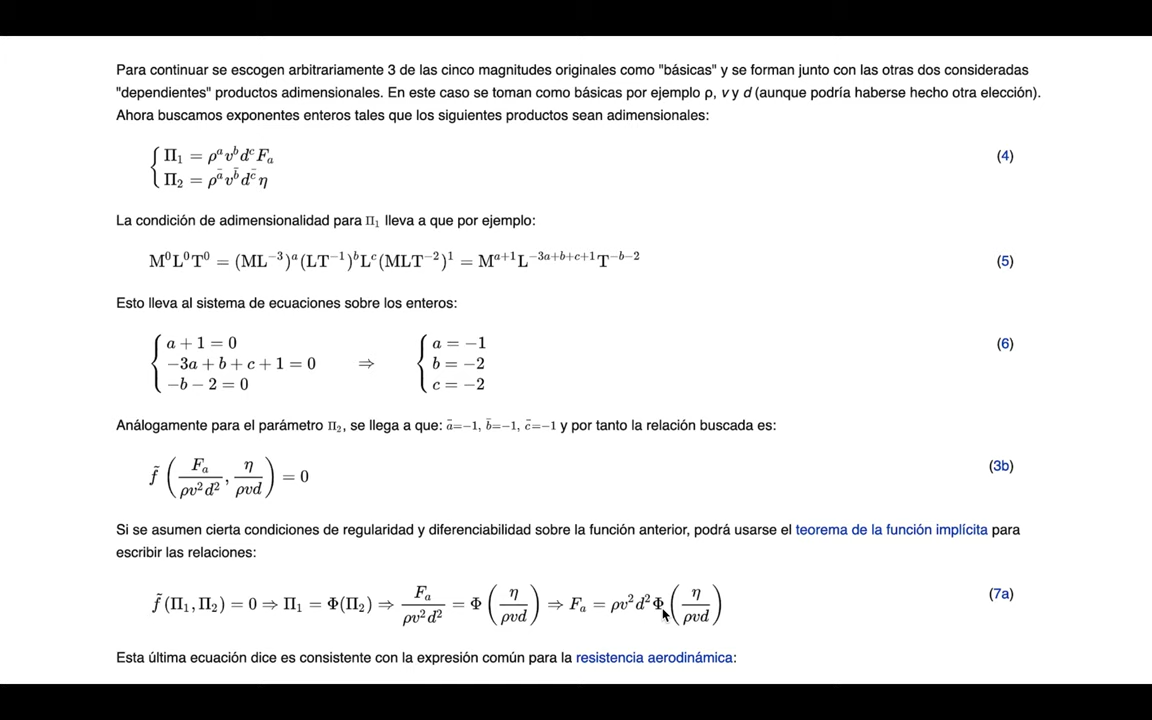 Para continuar se escogen arbitrariamente 3 de las cinco magnitudes originales como "básicas" y se forman junto con las otras dos consideradas
"dependientes" productos adimensionales. En este caso se toman como básicas por ejemplo ρ, v y d (aunque podría haberse hecho otra elección).
Ahora buscamos exponentes enteros tales que los siguientes productos sean adimensionales:
{ Π₁ = ρ^a v^b d^c F_a
{ Π₂ = ρ^ā v^b̄ d^c̄ η
(4)
La condición de adimensionalidad para Π₁ lleva a que por ejemplo:
M⁰L⁰T⁰ = (ML⁻³)^a (LT⁻¹)^b L^c (MLT⁻²)¹ = M^{a+1} L^{−3a+b+c+1} T^{−b−2} (5)
Esto lleva al sistema de ecuaciones sobre los enteros:
{ a + 1 = 0 { a = −1 (6)
{ −3a + b + c + 1 = 0 ⇒ { b = −2
{ −b − 2 = 0 { c = −2
Análogamente para el parámetro Π₂, se llega a que: ā=−1, b̄=−1, c̄=−1 y por tanto la relación buscada es:
f̃ (F_a / ρv²d², η / ρvd) = 0 (3b)
Si se asumen cierta condiciones de regularidad y diferenciabilidad sobre la función anterior, podrá usarse el teorema de la función implícita para
escribir las relaciones:
f̃(Π₁, Π₂) = 0 ⇒ Π₁ = Φ(Π₂) ⇒ F_a / ρv²d² = Φ (η / ρvd) ⇒ F_a = ρv²d²Φ (η / ρvd) (7a)
Esta última ecuación dice es consistente con la expresión común para la resistencia aerodinámica: